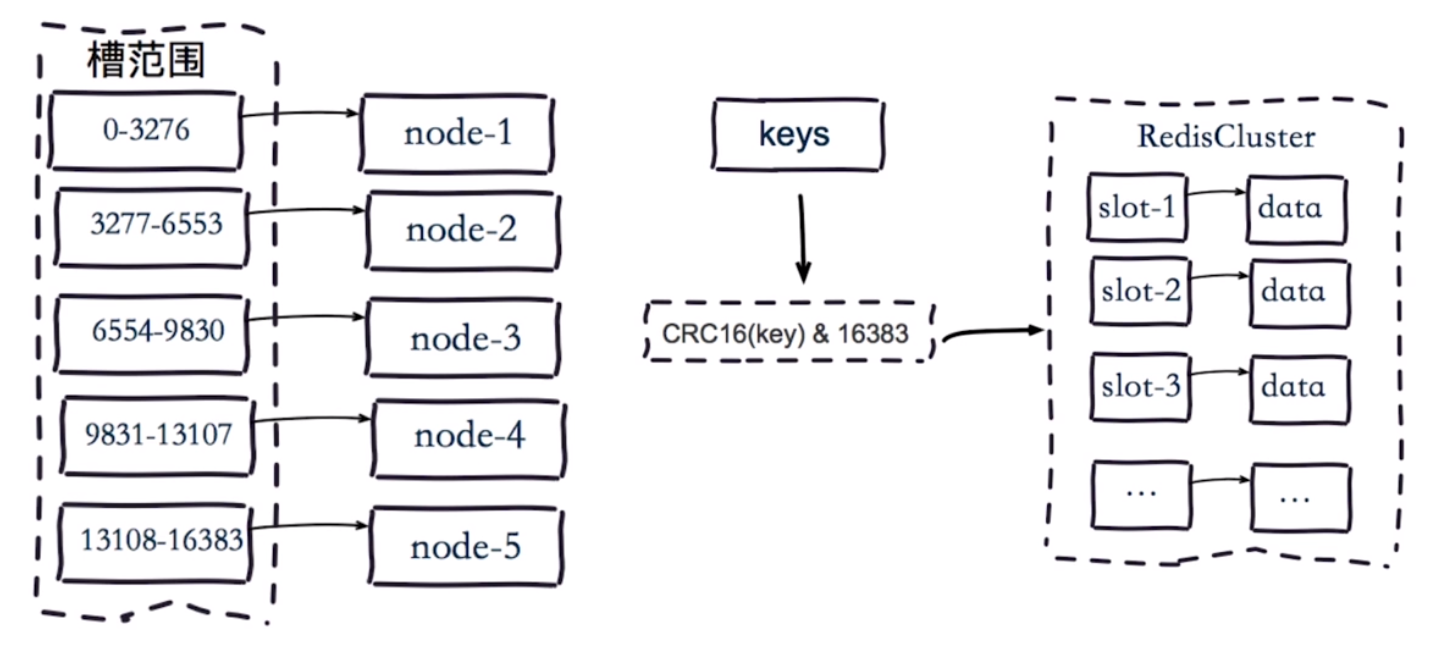 槽范围
0-3276
node-1
3277-6553
node-2
6554-9830
node-3
9831-13107
node-4
13108-16383
node-5
keys
CRC16(key) & 16383
RedisCluster
slot-1
data
slot-2
data
slot-3
data
...
...